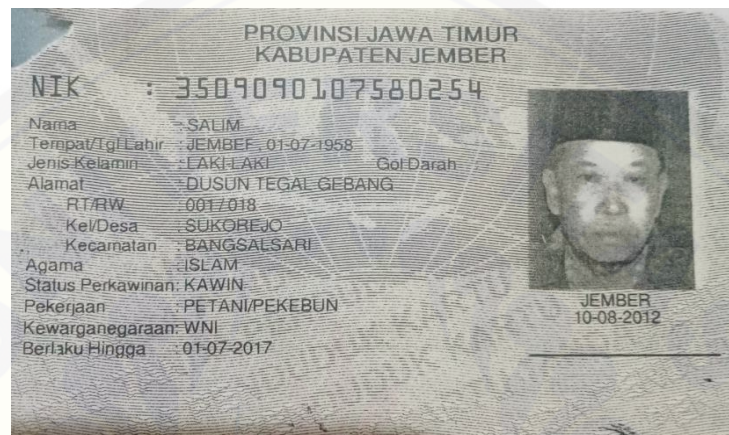 PROVINSI JAWA TIMUR
KABUPATEN JEMBER
NIK : 3509090107580254
Nama : SALIM
Tempat/Tgl Lahir : JEMBER, 01-07-1958
Jenis Kelamin : LAKI-LAKI Gol Darah
Alamat : DUSUN TEGAL GEBANG
RT/RW : 001/018
Kel/Desa : SUKOREJO
Kecamatan : BANGSALSARI
Agama : ISLAM
Status Perkawinan: KAWIN
Pekerjaan : PETANI/PEKEBUN
Kewarganegaraan: WNI
Berlaku Hingga : 01-07-2017
JEMBER
10-08-2012